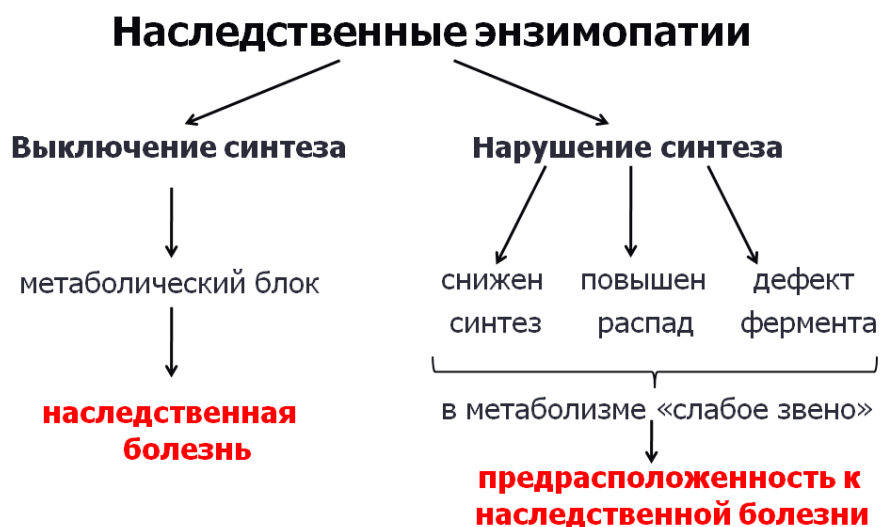 Наследственные энзимопатии
Выключение синтеза
Нарушение синтеза
метаболический блок
снижен синтез
повышен распад
дефект фермента
наследственная
болезнь
в метаболизме «слабое звено»
предрасположенность к
наследственной болезни